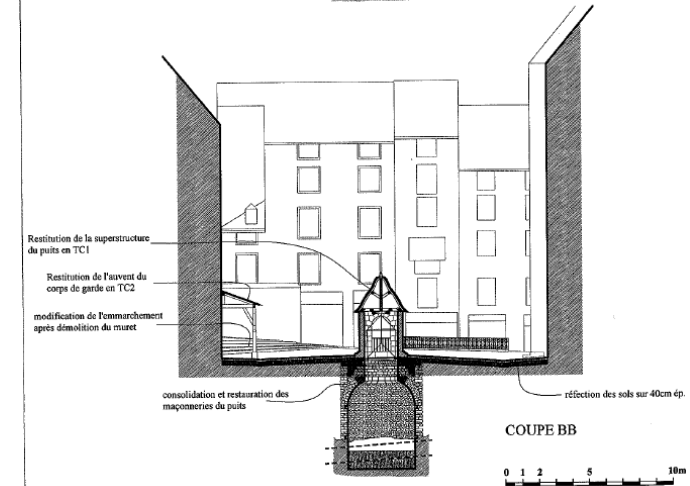 Restitution de la superstructure
du puits en TC1
Restitution de l'auvent du
corps de garde en TC2
modification de l'emmarchement
après démolition du muret
consolidation et restauration des
maçonneries du puits
réfection des sols sur 40cm ép.
COUPE BB
0 1 2 5 10m